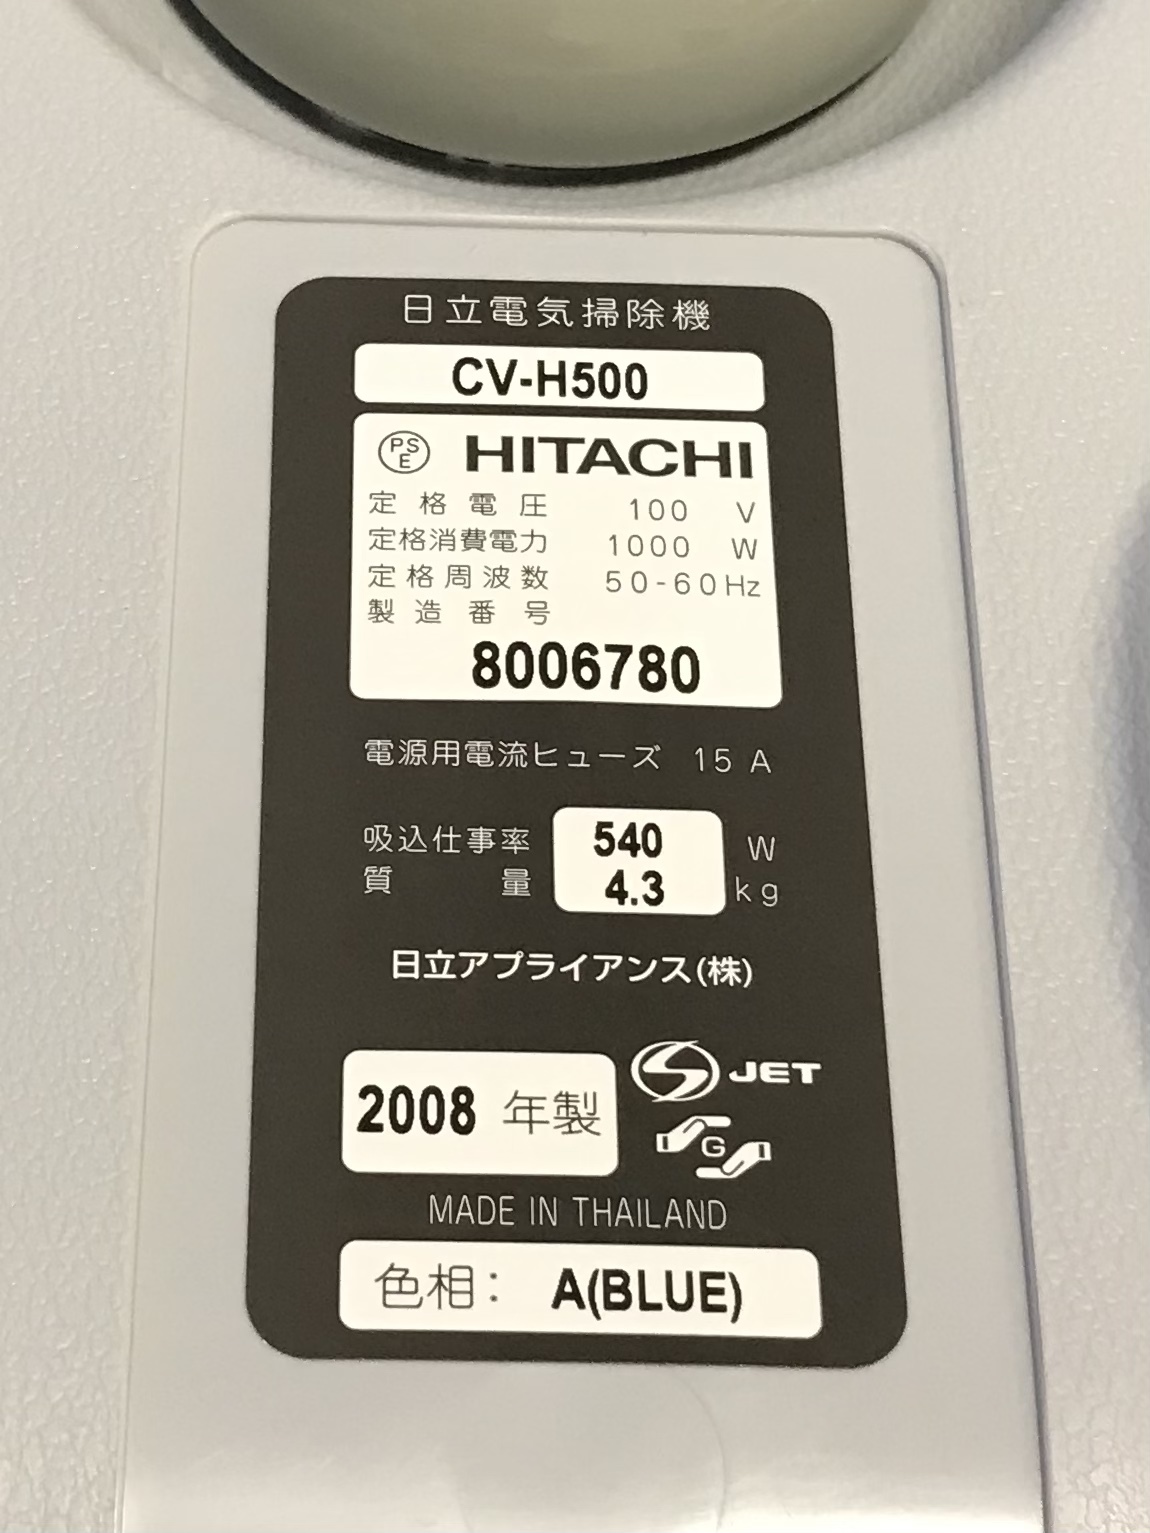 日立電気掃除機
CV-H500
PSE HITACHI
定格電圧 100 V
定格消費電力 1000 W
定格周波数 50-60Hz
製造番号
8006780
電源用電流ヒューズ 15 A
吸込仕事率 540 W
質量 4.3 kg
日立アプライアンス(株)
S JET
2008 年製
G
MADE IN THAILAND
色相: A(BLUE)